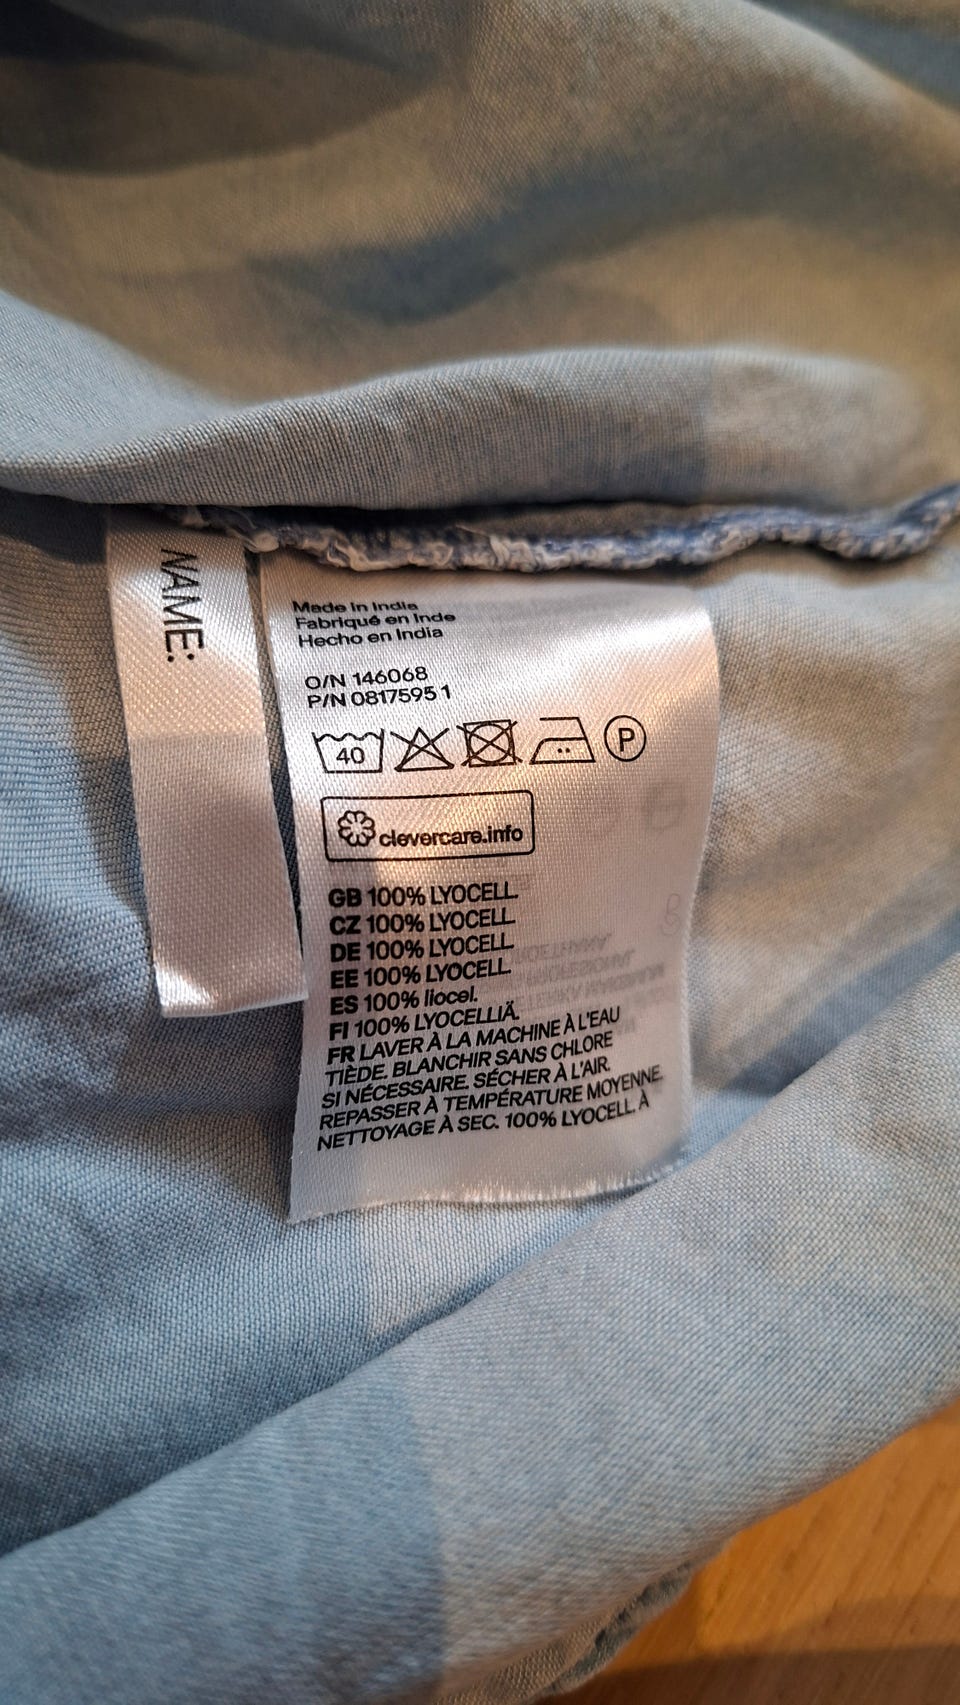 NAME:
Made in India
Fabriqué en Inde
Hecho en India
O/N 146068
P/N 08175951
40
P
clevercare.info
GB 100% LYOCELL.
CZ 100% LYOCELL.
DE 100% LYOCELL.
EE 100% LYOCELL.
ES 100% liocel.
FI 100% LYOCELLIÄ.
FR LAVER À LA MACHINE À L'EAU
TIÈDE. BLANCHIR SANS CHLORE
SI NÉCESSAIRE. SÉCHER À L'AIR.
REPASSER À TEMPÉRATURE MOYENNE.
NETTOYAGE À SEC. 100% LYOCELL. À